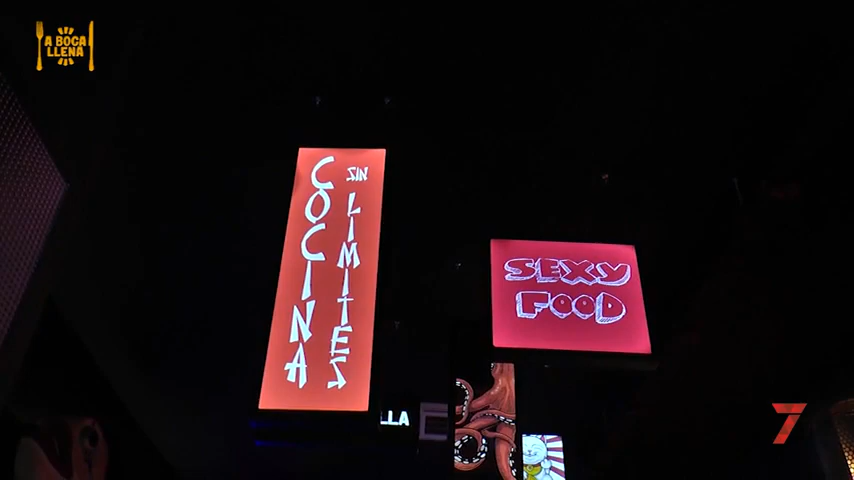 A BOCA
LLENA
COCINA
SIN
LIMITES
SEXY
FOOD
LLA
7